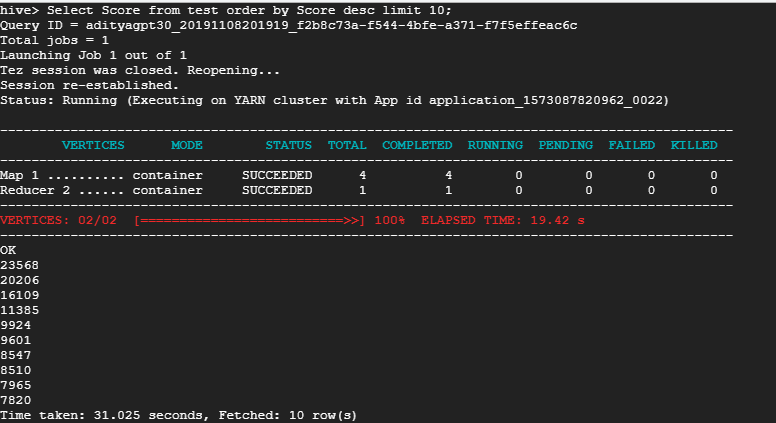 hive> Select Score from test order by Score desc limit 10;
Query ID = adityagpt30_20191108201919_f2b8c73a-f544-4bfe-a371-f7f5effeac6c
Total jobs = 1
Launching Job 1 out of 1
Tez session was closed. Reopening...
Session re-established.
Status: Running (Executing on YARN cluster with App id application_1573087820962_0022)
----------------------------------------------------------------------------------------------
VERTICES MODE STATUS TOTAL COMPLETED RUNNING PENDING FAILED KILLED
----------------------------------------------------------------------------------------------
Map 1 .......... container SUCCEEDED 4 4 0 0 0 0
Reducer 2 ...... container SUCCEEDED 1 1 0 0 0 0
----------------------------------------------------------------------------------------------
VERTICES: 02/02 [==========================>>] 100% ELAPSED TIME: 19.42 s
----------------------------------------------------------------------------------------------
OK
23568
20206
16109
11385
9924
9601
8547
8510
7965
7820
Time taken: 31.025 seconds, Fetched: 10 row(s)